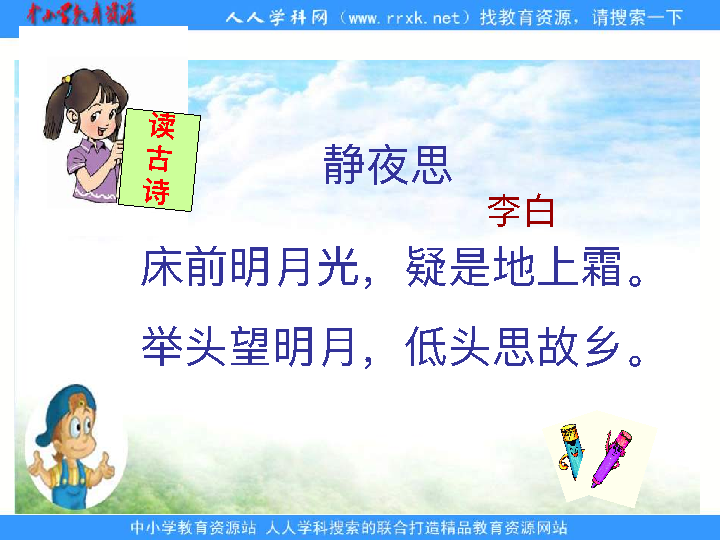 中小学教育资源
人人学科网（www.rrxk.net）找教育资源，请搜索一下
读
古
诗
静夜思
李白
床前明月光，疑是地上霜。
举头望明月，低头思故乡。
中小学教育资源站 人人学科搜索的联合打造精品教育资源网站